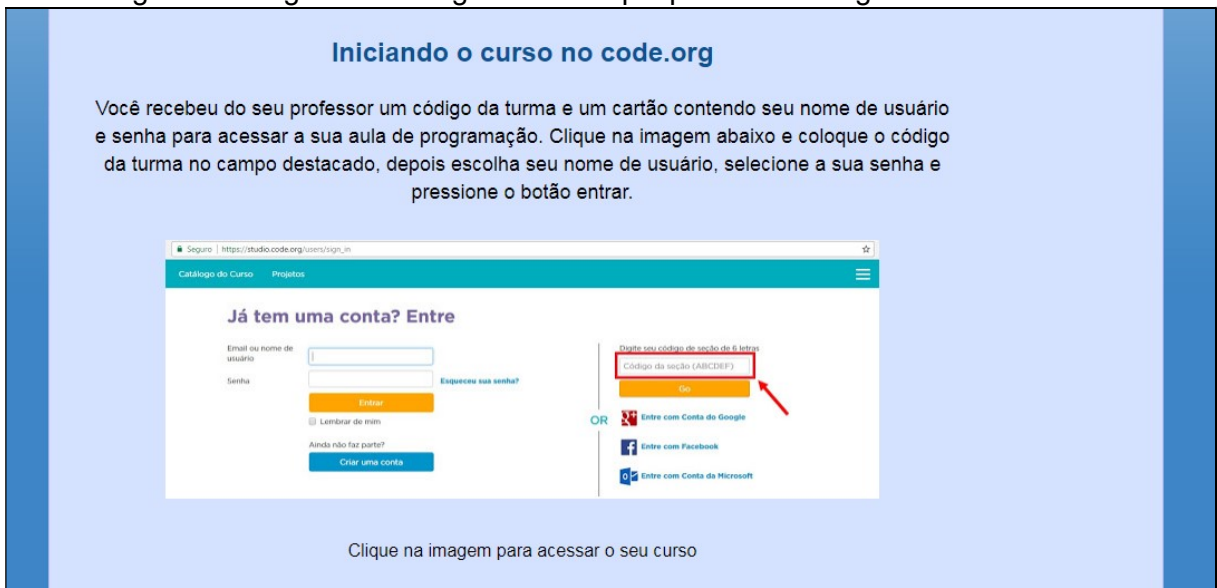 Iniciando o curso no code.org
Você recebeu do seu professor um código da turma e um cartão contendo seu nome de usuário
e senha para acessar a sua aula de programação. Clique na imagem abaixo e coloque o código
da turma no campo destacado, depois escolha seu nome de usuário, selecione a sua senha e
pressione o botão entrar.
Seguro | https://studio.code.org/users/sign_in
Catálogo do Curso Projetos
Já tem uma conta? Entre
Email ou nome de
usuário
Senha
Esqueceu sua senha?
Entrar
Lembrar de mim
Ainda não faz parte?
Criar uma conta
OR
Digite seu código de seção de 6 letras
Código da seção (ABCDEF)
Go
Entre com Conta do Google
Entre com Facebook
Entre com Conta da Microsoft
Clique na imagem para acessar o seu curso